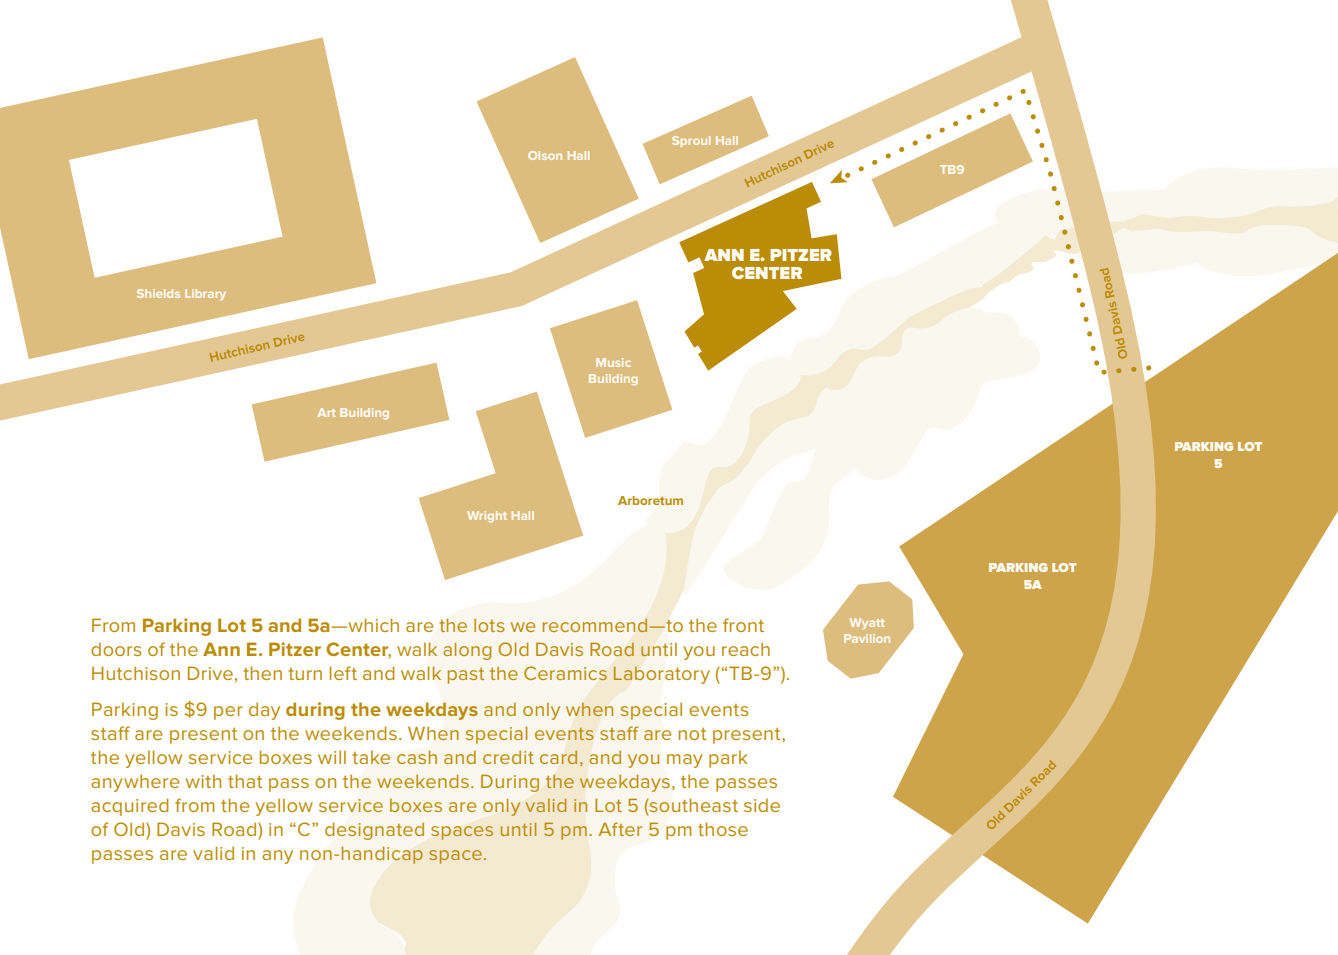 Olson Hall
Sproul Hall
Hutchison Drive
TB9
ANN E. PITZER
CENTER
Shields Library
Hutchison Drive
Old Davis Road
Music
Building
Art Building
PARKING LOT
5
Arboretum
Wright Hall
PARKING LOT
5A
Wyatt
Pavilion
From Parking Lot 5 and 5a—which are the lots we recommend—to the front
doors of the Ann E. Pitzer Center, walk along Old Davis Road until you reach
Hutchison Drive, then turn left and walk past the Ceramics Laboratory (“TB-9”).
Parking is $9 per day during the weekdays and only when special events
staff are present on the weekends. When special events staff are not present,
the yellow service boxes will take cash and credit card, and you may park
anywhere with that pass on the weekends. During the weekdays, the passes
acquired from the yellow service boxes are only valid in Lot 5 (southeast side
of Old) Davis Road) in “C” designated spaces until 5 pm. After 5 pm those
passes are valid in any non-handicap space.
Old Davis Road